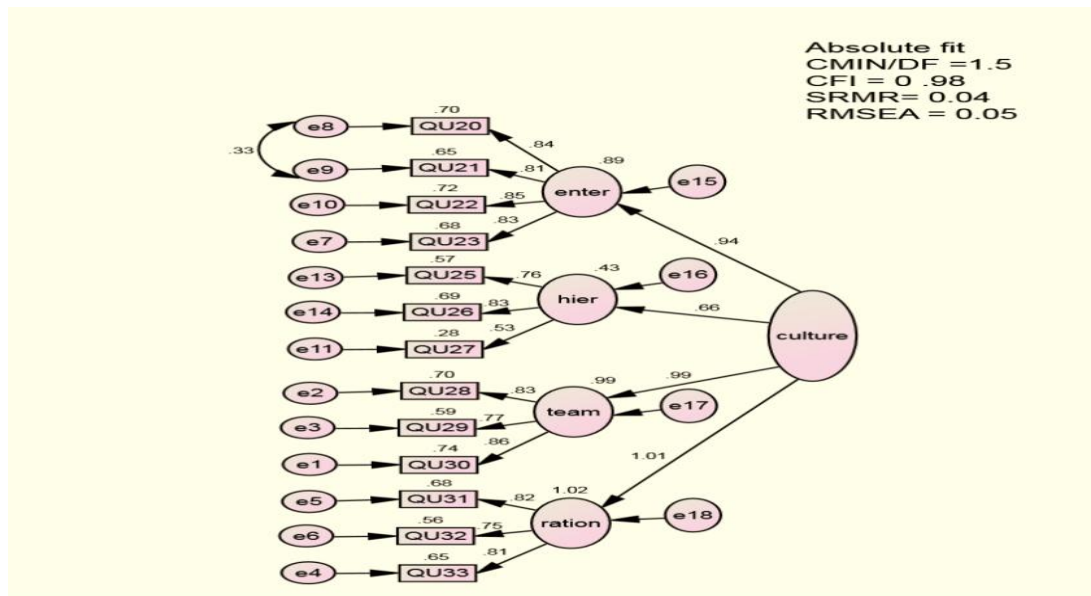 Absolute fit
CMIN/DF =1.5
CFI = 0 .98
SRMR= 0.04
RMSEA = 0.05
.70
e8
QU20
.33
.84
.65
.89
e9
QU21
.81
e15
.72
enter
e10
QU22
.85
.68
.83
e7
QU23
.94
.57
e13
QU25
.76
.43
e16
.69
hier
e14
QU26
.83
.66
.28
.53
culture
e11
QU27
.70
.99
.99
e2
QU28
.83
.59
team
e17
e3
QU29
.77
.74
.86
e1
QU30
1.01
.68
1.02
e5
QU31
.82
.56
ration
e18
e6
QU32
.75
.65
.81
e4
QU33